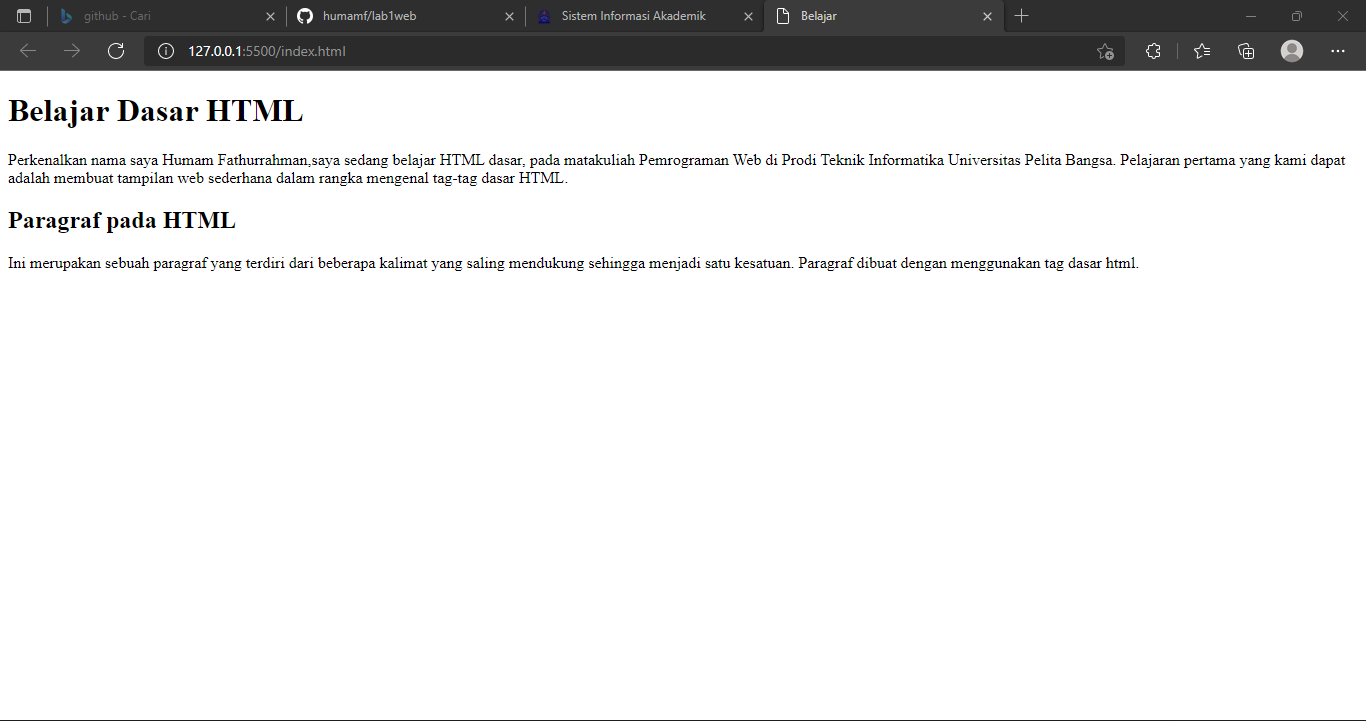 github - Cari
humamf/lab1web
Sistem Informasi Akademik
Belajar
127.0.0.1:5500/index.html
Belajar Dasar HTML
Perkenalkan nama saya Humam Fathurrahman,saya sedang belajar HTML dasar, pada matakuliah Pemrograman Web di Prodi Teknik Informatika Universitas Pelita Bangsa. Pelajaran pertama yang kami dapat
adalah membuat tampilan web sederhana dalam rangka mengenal tag-tag dasar HTML.
Paragraf pada HTML
Ini merupakan sebuah paragraf yang terdiri dari beberapa kalimat yang saling mendukung sehingga menjadi satu kesatuan. Paragraf dibuat dengan menggunakan tag dasar html.